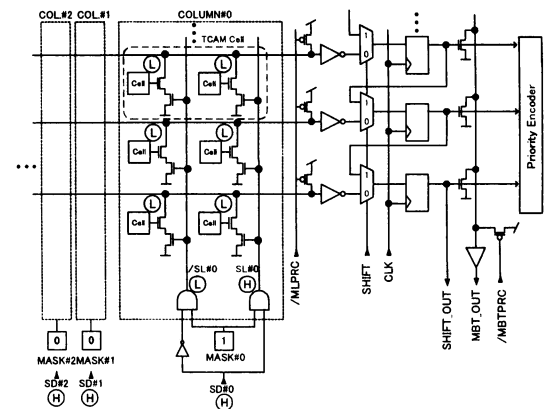 COL.#2 COL.#1 COLUMN#0
TCAM Cell
L L
Cell Cell
1
0
L L
Cell Cell
1
0
L L
Cell Cell
1
0
Priority Encoder
/SL#0 SL#0
L H
/MLPRC
SHIFT
CLK
SHIFT_OUT
MBT_OUT
/MBTPRC
0 0 1
MASK#2 MASK#1 MASK#0
SD#2 SD#1 SD#0
H H H